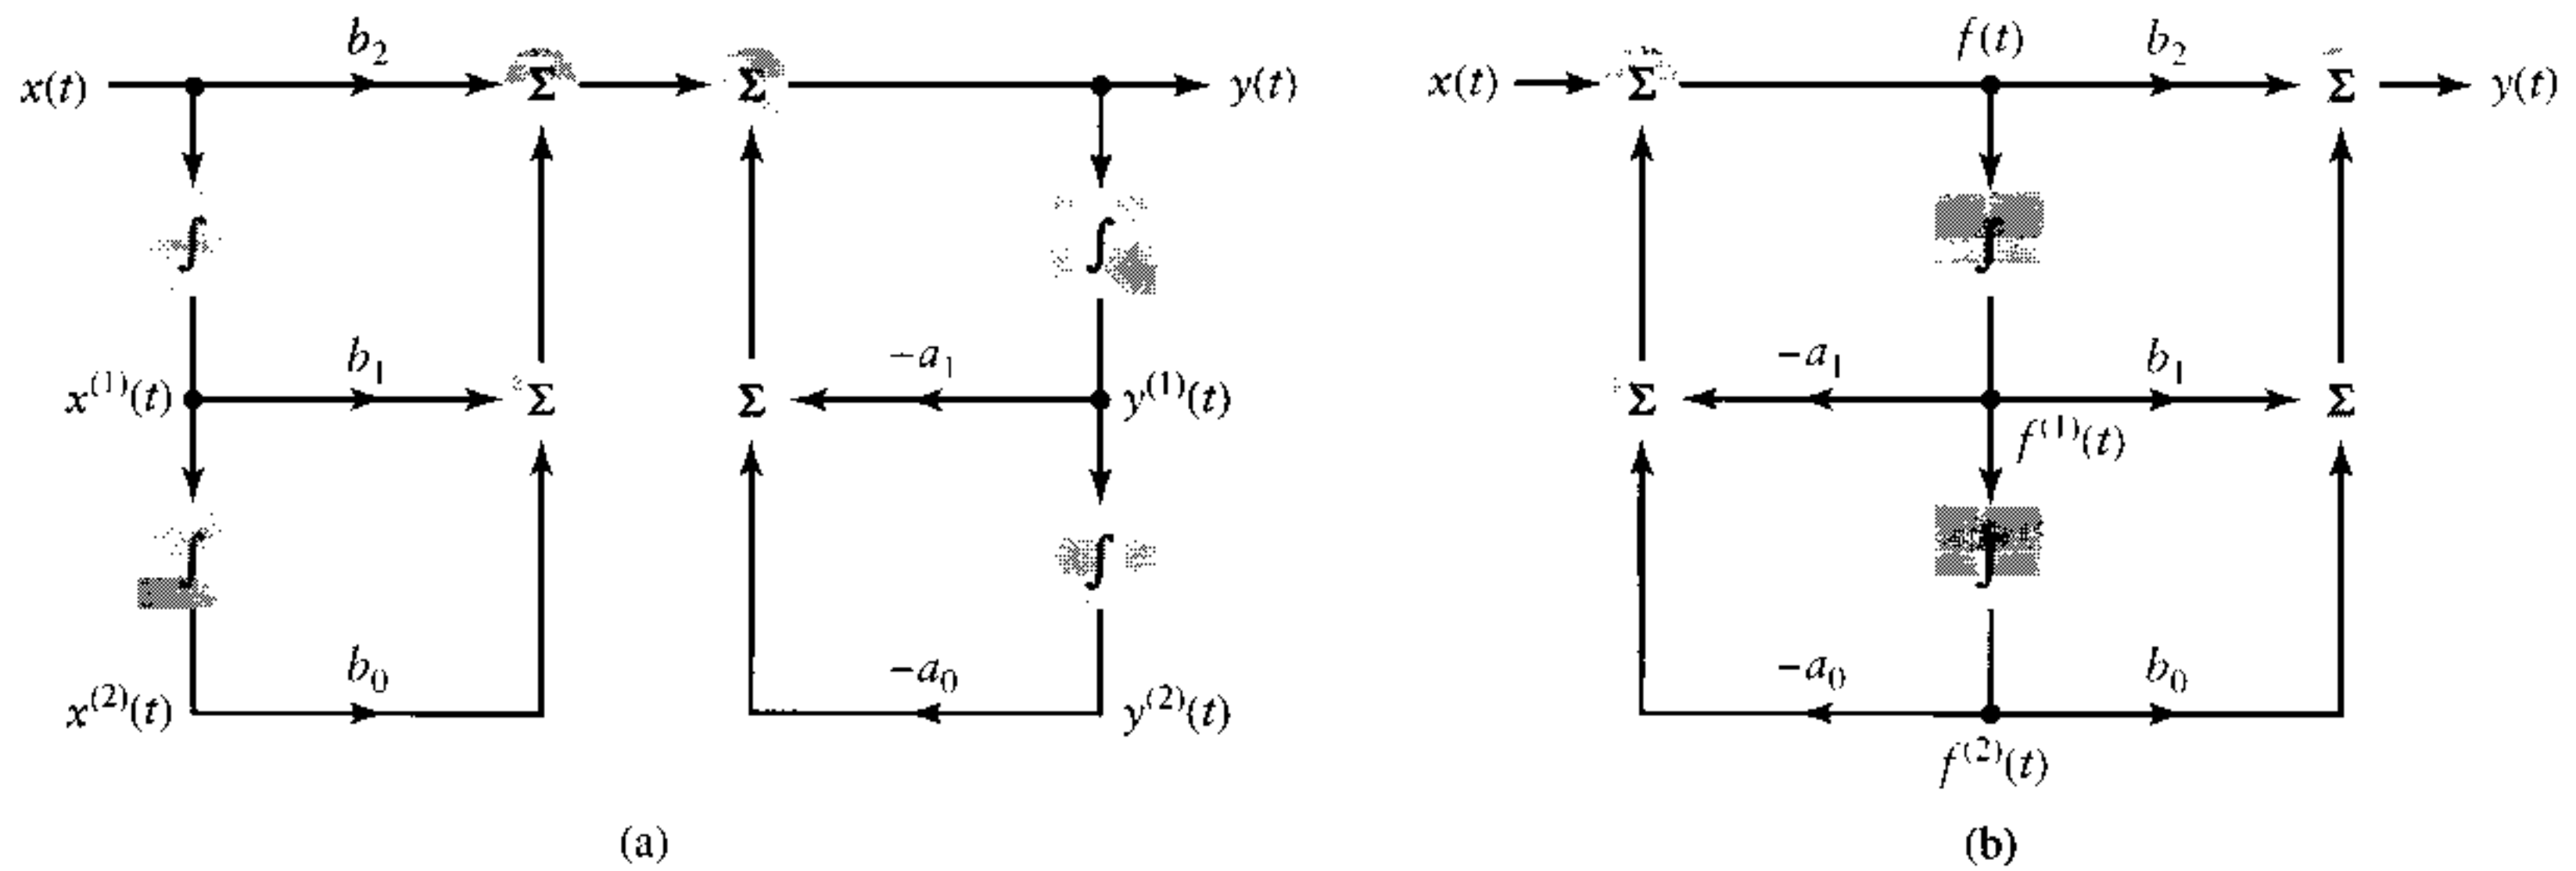 b₂ f(t) b₂
x(t) Σ Σ y(t) x(t) Σ Σ y(t)
∫ ∫ ∫
b₁ −a₁ −a₁ b₁
x⁽¹⁾(t) Σ Σ y⁽¹⁾(t) Σ Σ
f⁽¹⁾(t)
∫ ∫ ∫
b₀ −a₀ −a₀ b₀
x⁽²⁾(t) y⁽²⁾(t)
f⁽²⁾(t)
(a) (b)